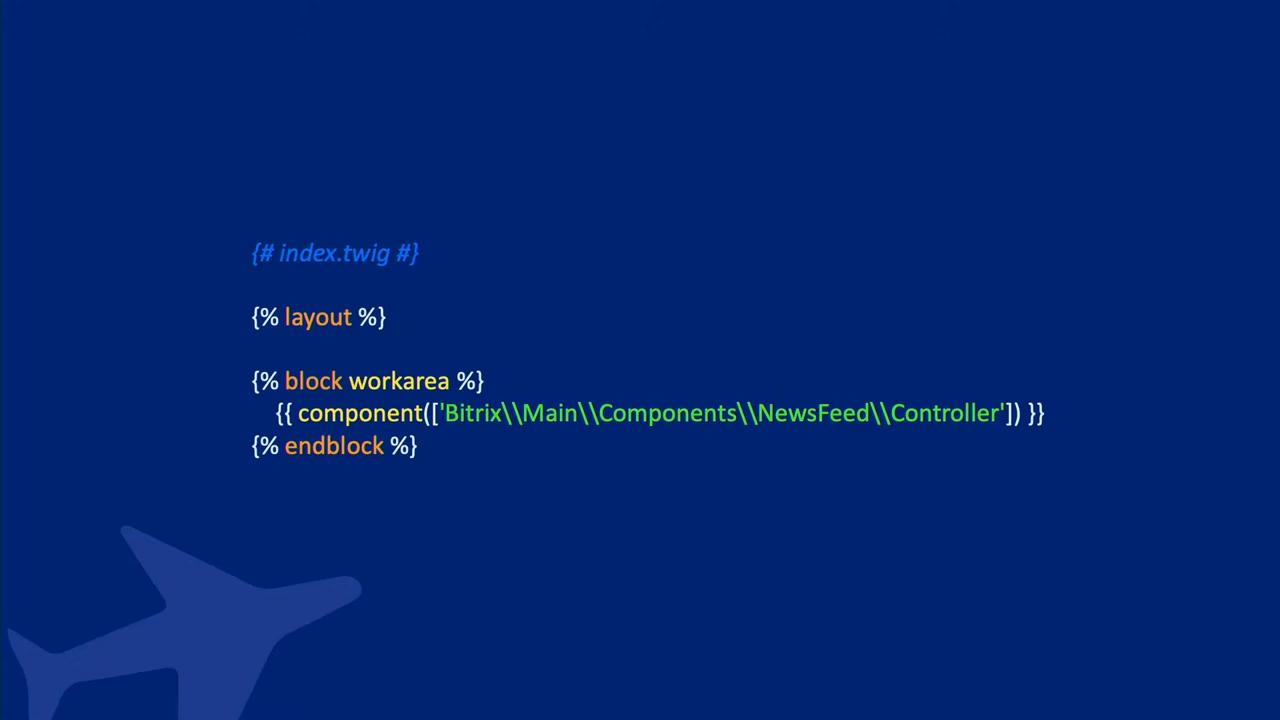 {# index.twig #}
{% layout %}
{% block workarea %}
{{ component(['Bitrix\\Main\\Components\\NewsFeed\\Controller']) }}
{% endblock %}